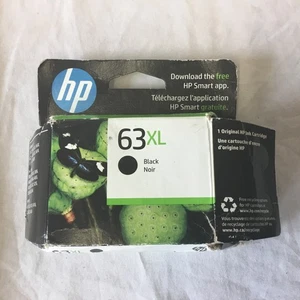 hp
Download the free
HP Smart app.
Téléchargez l'application
HP Smart gratuite.
63XL
Black
Noir
1 Original HP Ink Cartridge
Une cartouche d'encre
d'origine HP